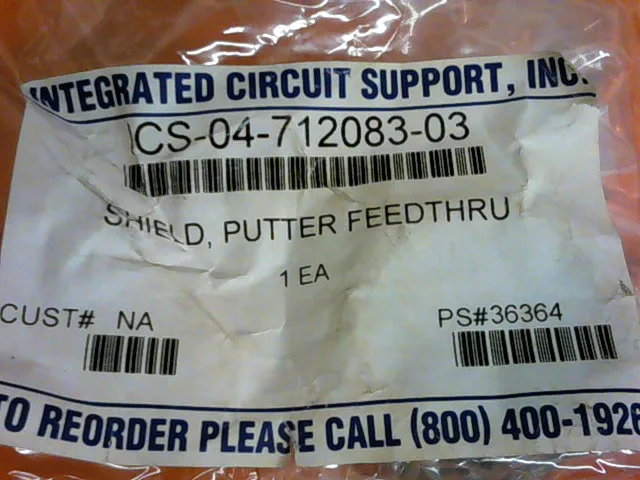 INTEGRATED CIRCUIT SUPPORT, INC.
ICS-04-712083-03
SHIELD, PUTTER FEEDTHRU
1 EA
CUST# NA PS#36364
TO REORDER PLEASE CALL (800) 400-1926